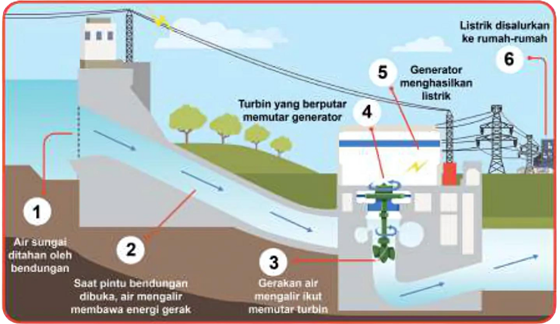 1
Air sungai
ditahan oleh
bendungan
2
Saat pintu bendungan
dibuka, air mengalir
membawa energi gerak
3
Gerakan air
mengalir ikut
memutar turbin
4
Turbin yang berputar
memutar generator
5
Generator
menghasilkan
listrik
6
Listrik disalurkan
ke rumah-rumah